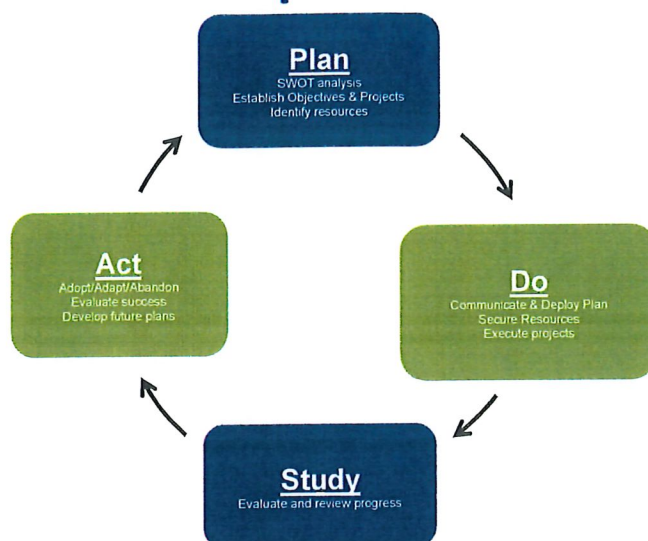 Plan
SWOT analysis
Establish Objectives & Projects
Identify resources
Do
Communicate & Deploy Plan
Secure Resources
Execute projects
Study
Evaluate and review progress
Act
Adopt/Adapt/Abandon
Evaluate success
Develop future plans